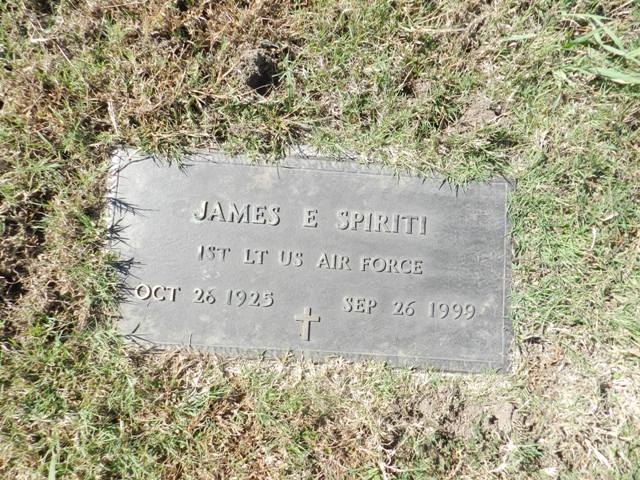 JAMES E SPIRITI
1ST LT US AIR FORCE
OCT 26 1925 SEP 26 1999